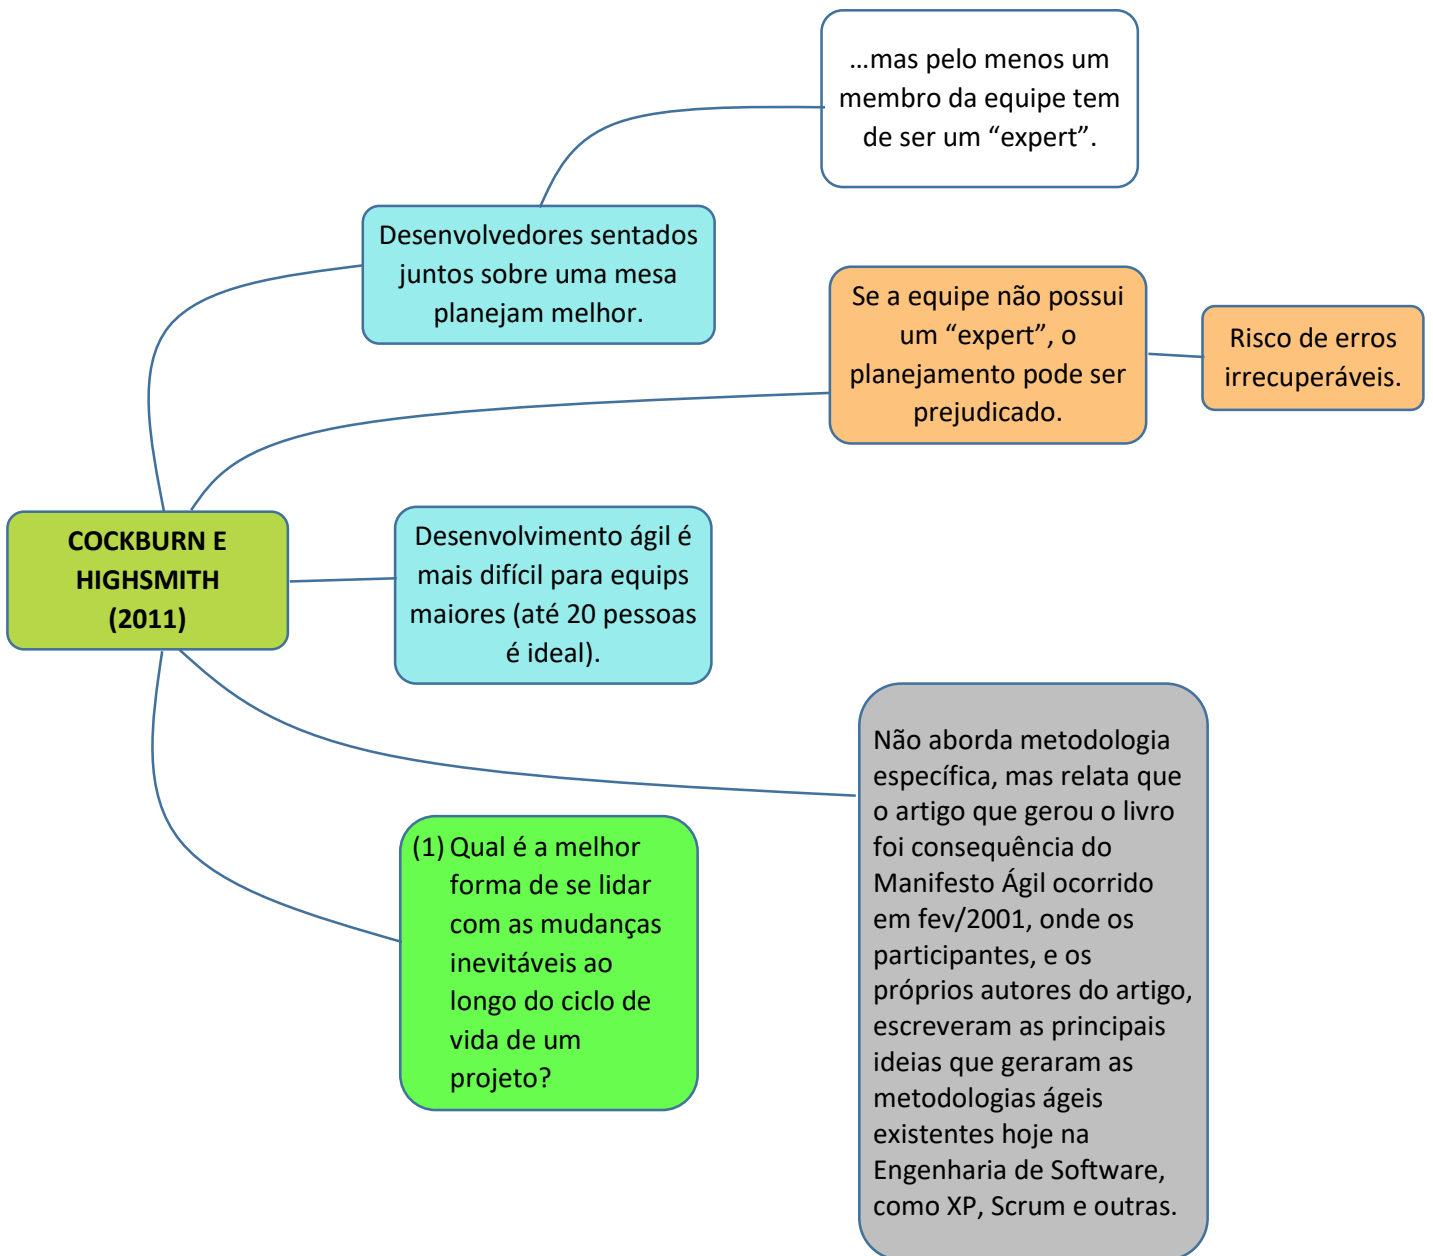 ...mas pelo menos um
membro da equipe tem
de ser um “expert”.
Desenvolvedores sentados
juntos sobre uma mesa
planejam melhor.
Se a equipe não possui
um “expert”, o
planejamento pode ser
prejudicado.
Risco de erros
irrecuperáveis.
COCKBURN E
HIGHSMITH
(2011)
Desenvolvimento ágil é
mais difícil para equips
maiores (até 20 pessoas
é ideal).
Não aborda metodologia
específica, mas relata que
o artigo que gerou o livro
foi consequência do
Manifesto Ágil ocorrido
em fev/2001, onde os
participantes, e os
próprios autores do artigo,
escreveram as principais
ideias que geraram as
metodologias ágeis
existentes hoje na
Engenharia de Software,
como XP, Scrum e outras.
(1) Qual é a melhor
forma de se lidar
com as mudanças
inevitáveis ao
longo do ciclo de
vida de um
projeto?